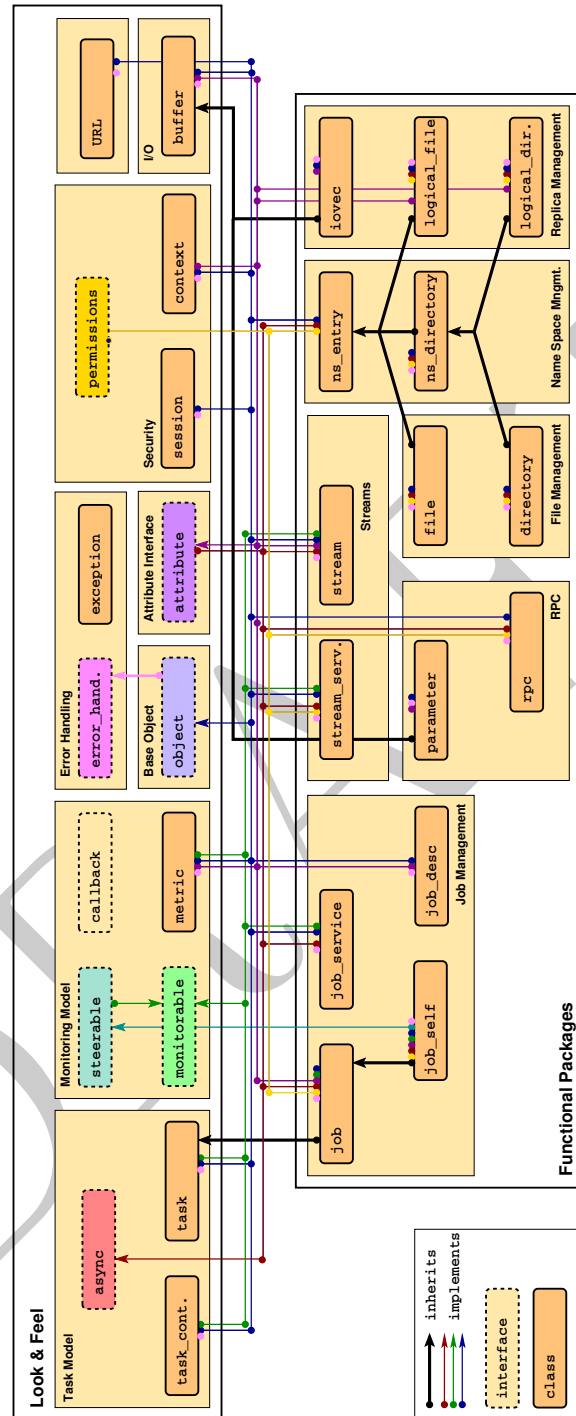 Look & Feel
Task Model
async
task_cont.
task
Monitoring Model
steerable
callback
monitorable
metric
Error Handling
error_hand.
exception
Base Object
object
Attribute Interface
attribute
Security
permissions
session
context
URL
I/O
buffer
Functional Packages
job
job_service
job_self
job_desc
Job Management
stream_serv.
stream
Streams
parameter
rpc
RPC
file
directory
File Management
ns_entry
ns_directory
Name Space Mngmt.
iovec
logical_file
logical_dir.
Replica Management
inherits
implements
interface
class